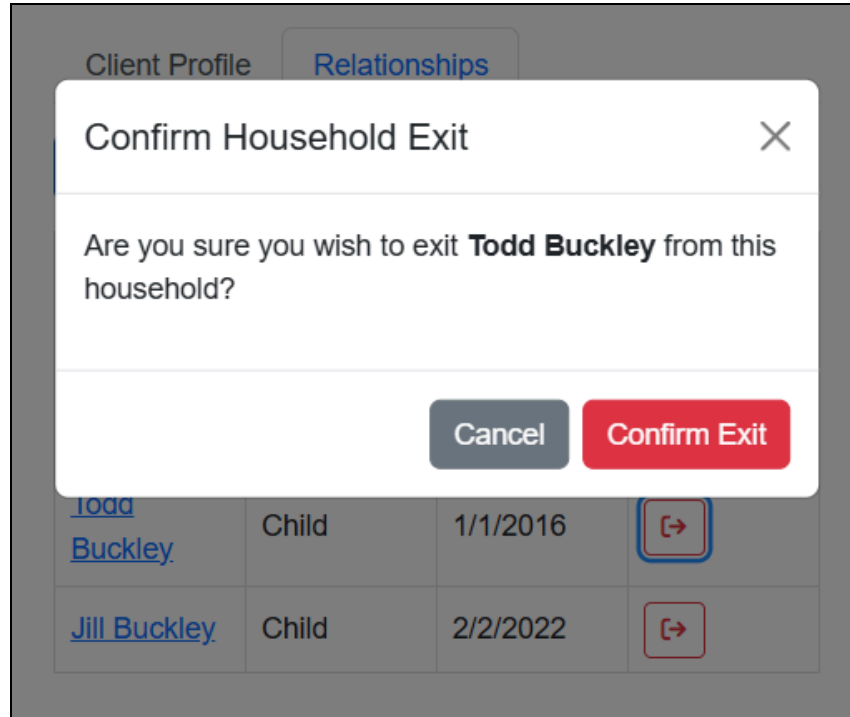 Client Profile Relationships
Confirm Household Exit
Are you sure you wish to exit Todd Buckley from this
household?
Cancel Confirm Exit
Todd
Buckley Child 1/1/2016
Jill Buckley Child 2/2/2022